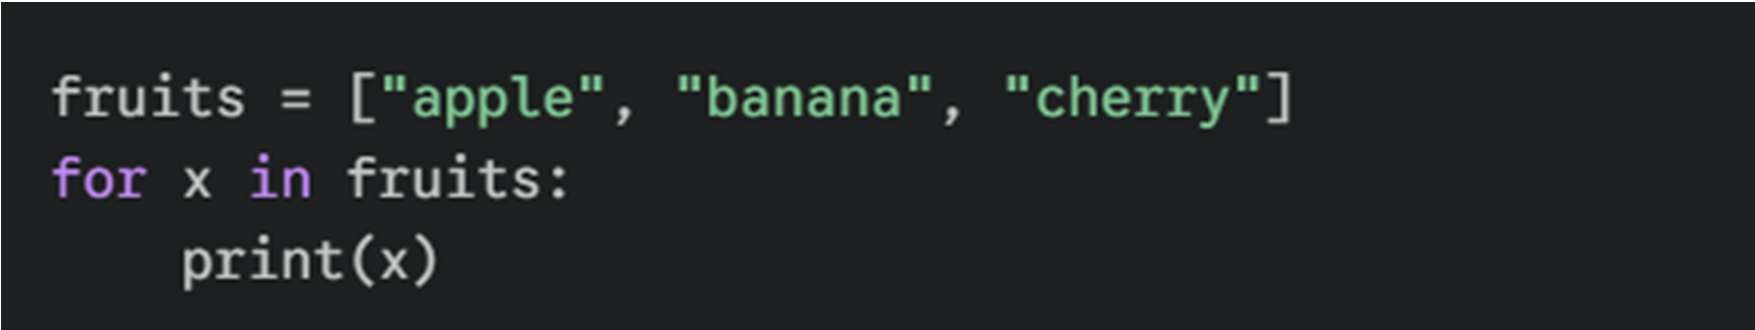 fruits = ["apple", "banana", "cherry"]
for x in fruits:
    print(x)